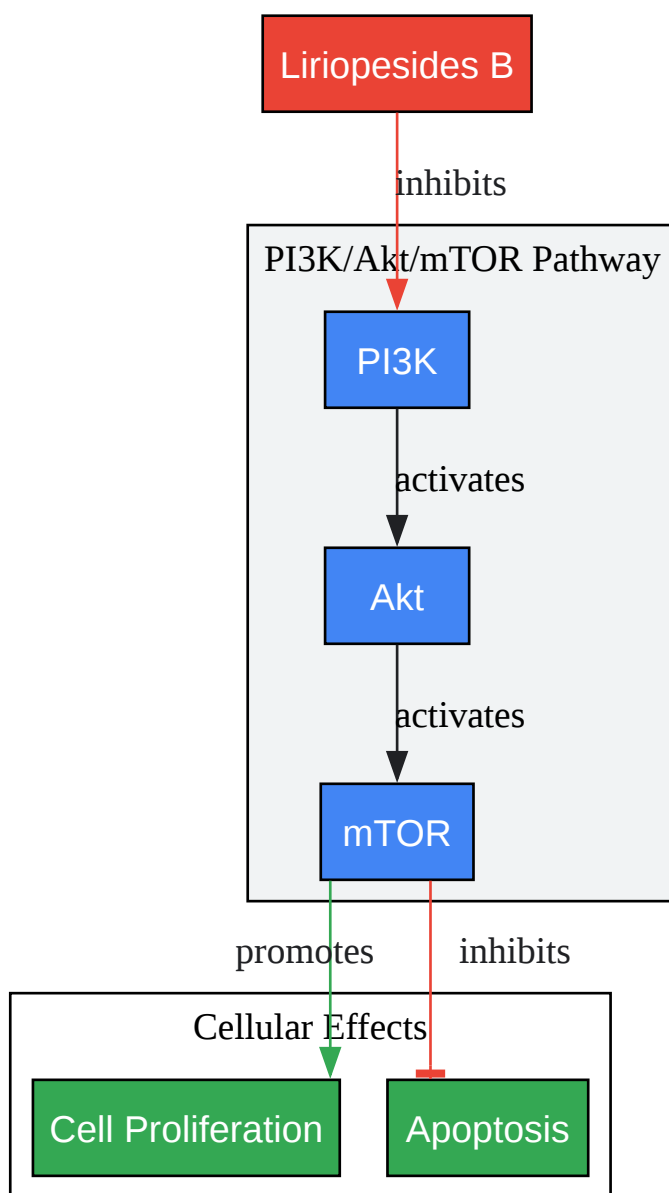 Liriopesides B
inhibits
PI3K/Akt/mTOR Pathway
PI3K
activates
Akt
activates
mTOR
promotes
inhibits
Cellular Effects
Cell Proliferation
Apoptosis